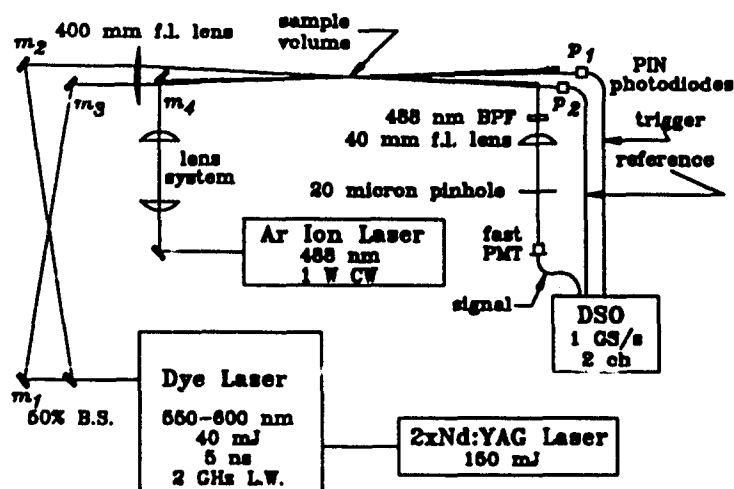 400 mm f.l. lens
sample
volume
m2
m3
m4
p1
p2
PIN
photodiodes
488 nm BPF
40 mm f.l. lens
trigger
reference
lens
system
20 micron pinhole
fast
PMT
Ar Ion Laser
488 nm
1 W CW
signal
DSO
1 GS/s
2 ch
m1
50% B.S.
Dye Laser
550-600 nm
40 mJ
5 ns
2 GHz L.W.
2xNd:YAG Laser
150 mJ